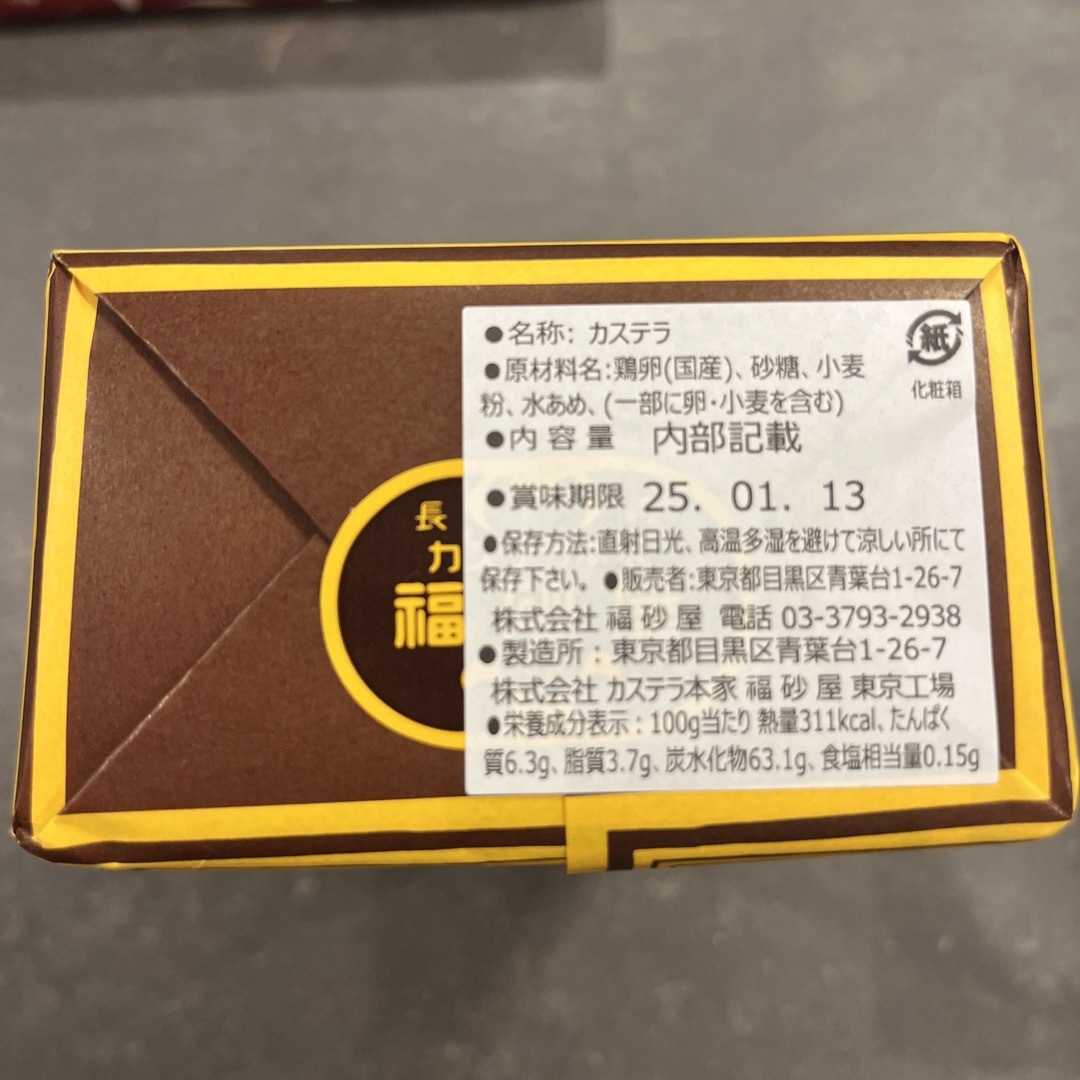 ●名称: カステラ
●原材料名:鶏卵(国産)、砂糖、小麦
粉、水あめ、(一部に卵・小麦を含む)
●内容量 内部記載
●賞味期限 25. 01. 13
●保存方法:直射日光、高温多湿を避けて涼しい所にて
保存下さい。●販売者:東京都目黒区青葉台1-26-7
株式会社 福砂屋 電話 03-3793-2938
●製造所:東京都目黒区青葉台1-26-7
株式会社 カステラ本家 福砂屋 東京工場
●栄養成分表示:100g当たり 熱量311kcal、たんぱく
質6.3g、脂質3.7g、炭水化物63.1g、食塩相当量0.15g
紙
化粧箱
長
カ
福